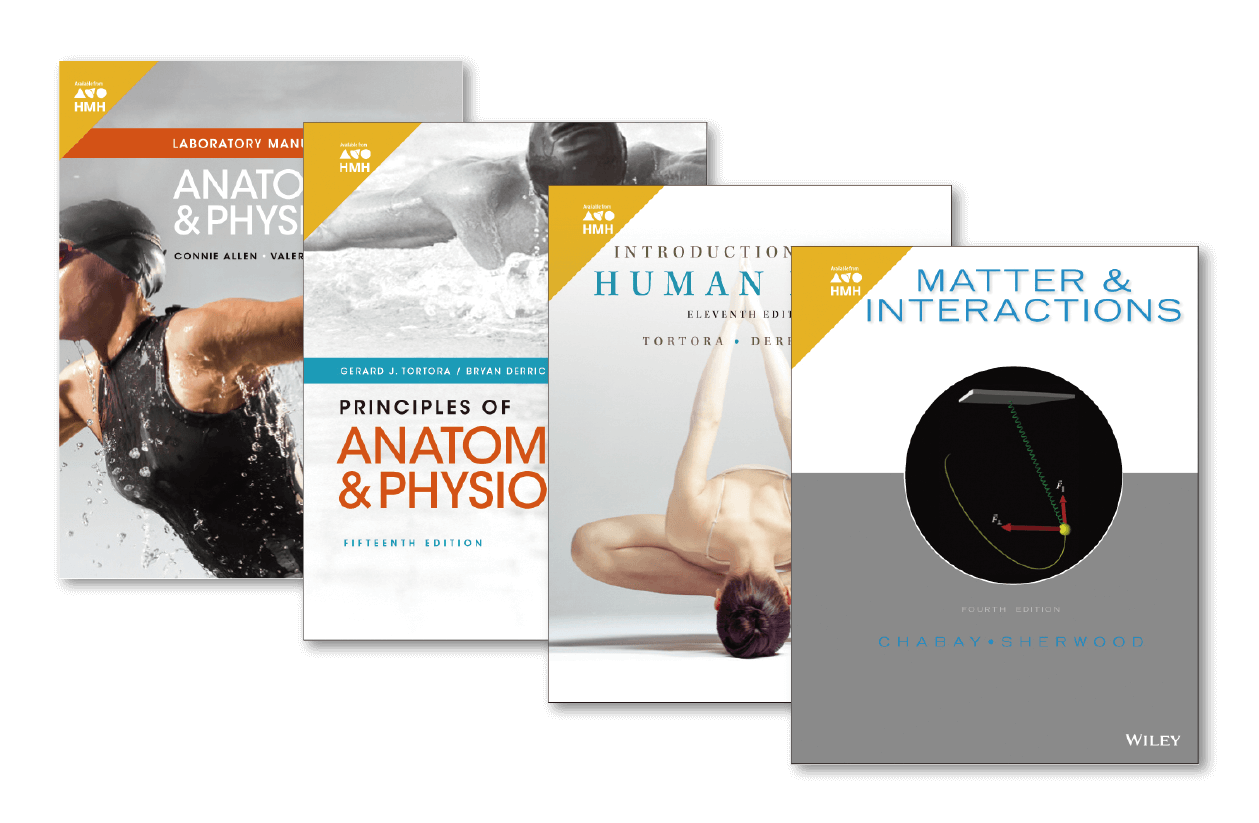 Available from
HMH
LABORATORY MANU
ANATO
& PHYSI
CONNIE ALLEN • VALER
Available from
HMH
GERARD J. TORTORA / BRYAN DERRIC
PRINCIPLES OF
ANATOM
& PHYSIO
FIFTEENTH EDITION
Available from
HMH
INTRODUCTION
HUMAN
ELEVENTH EDIT
TORTORA • DERR
Available from
HMH
MATTER &
INTERACTIONS
F∥
F⊥
FOURTH EDITION
CHABAY • SHERWOOD
WILEY